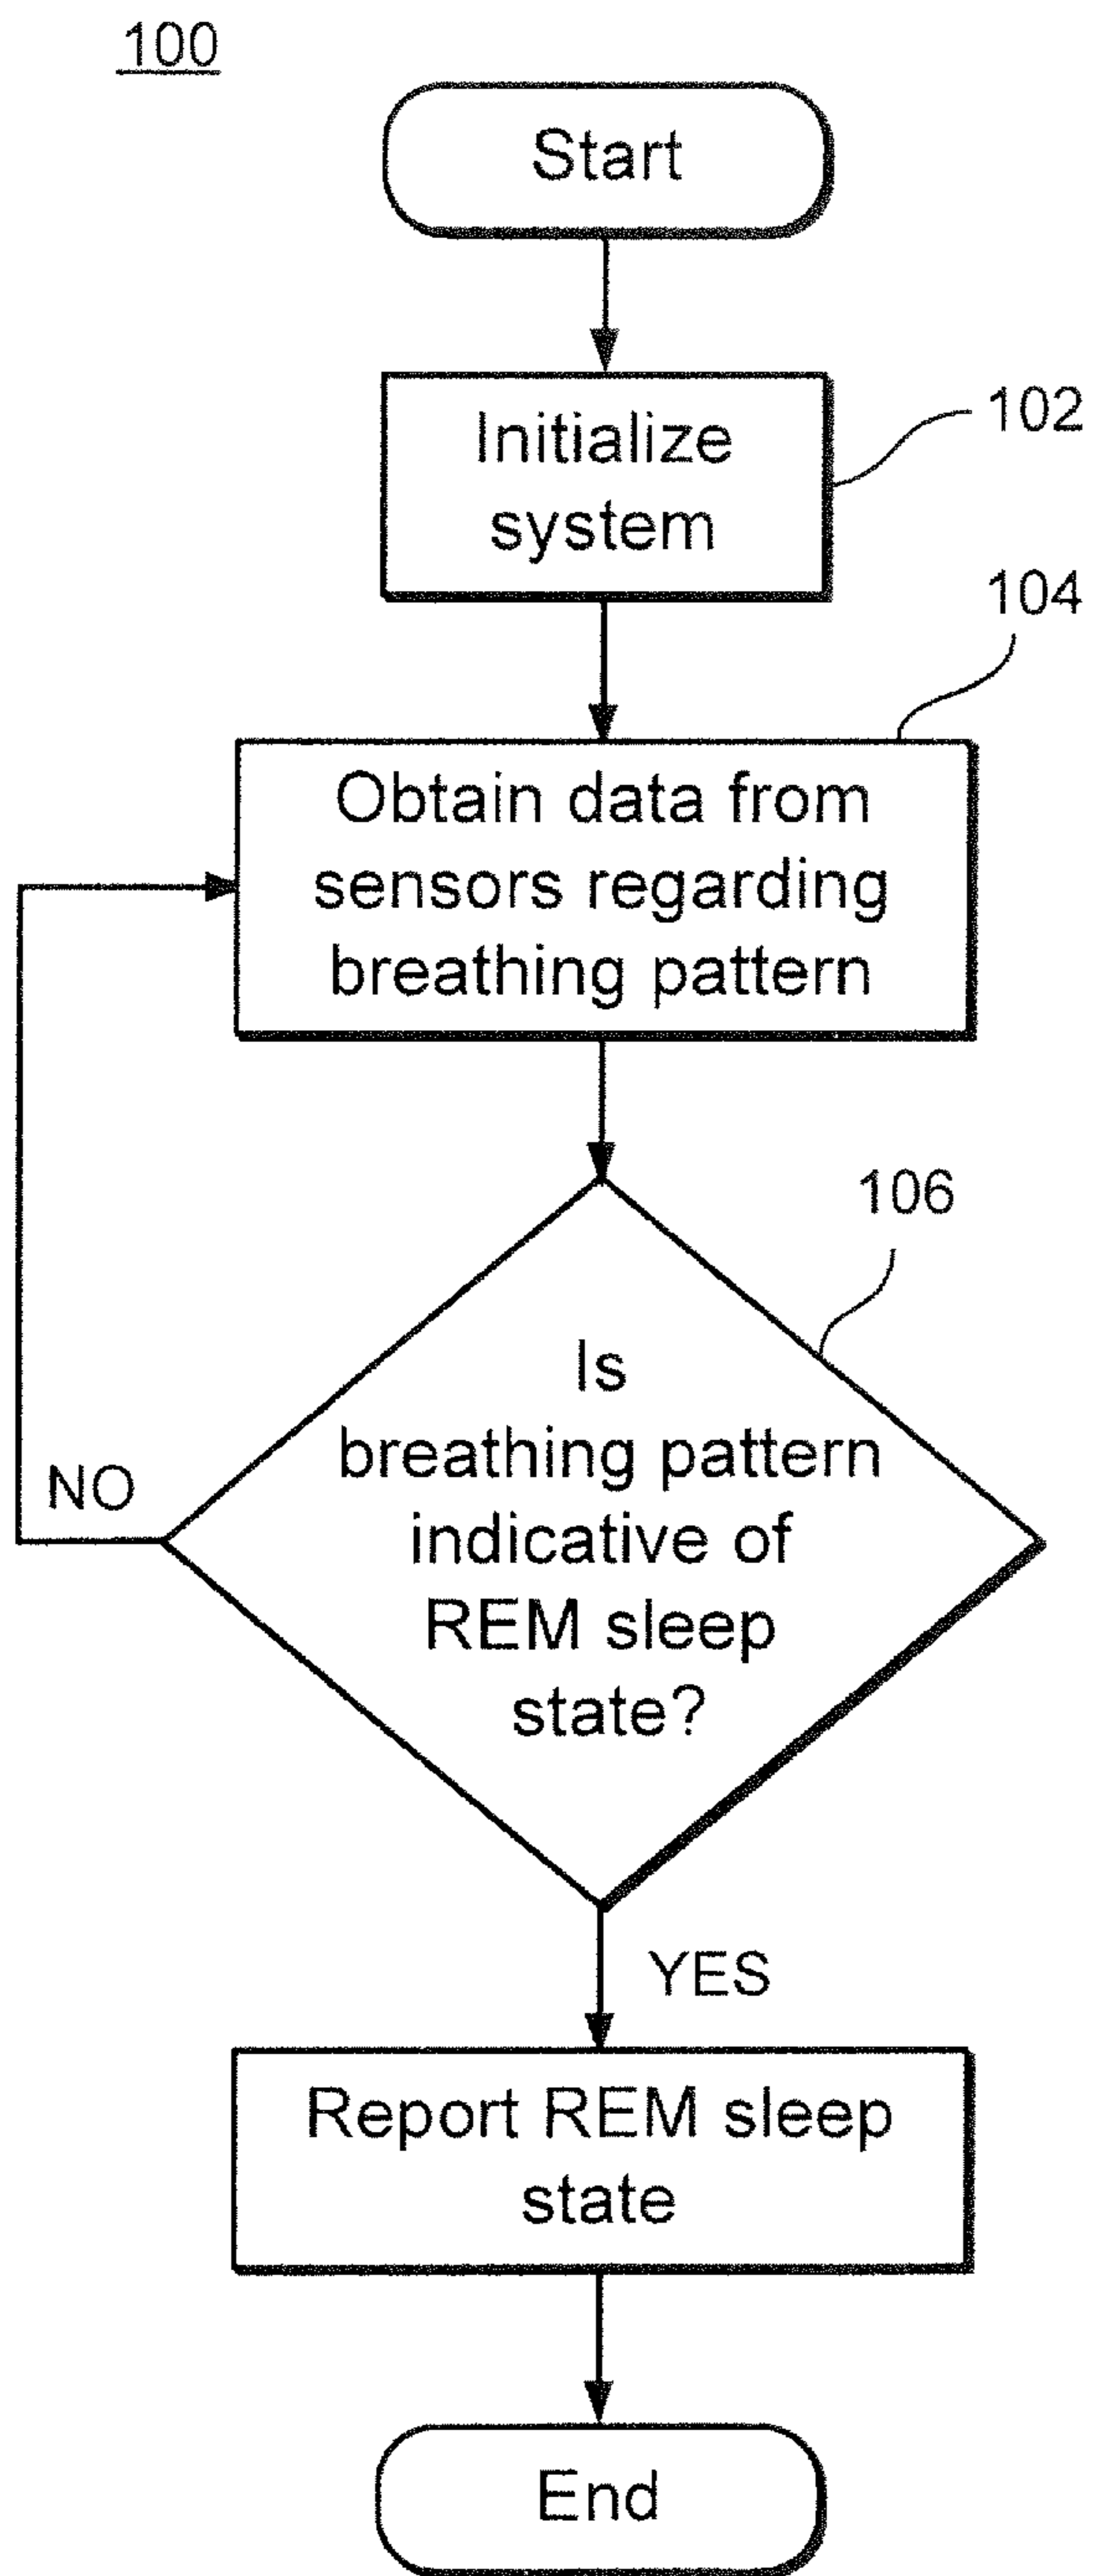 100
Start
Initialize
system
102
104
Obtain data from
sensors regarding
breathing pattern
106
Is
breathing pattern
indicative of
REM sleep
state?
NO
YES
Report REM sleep
state
End